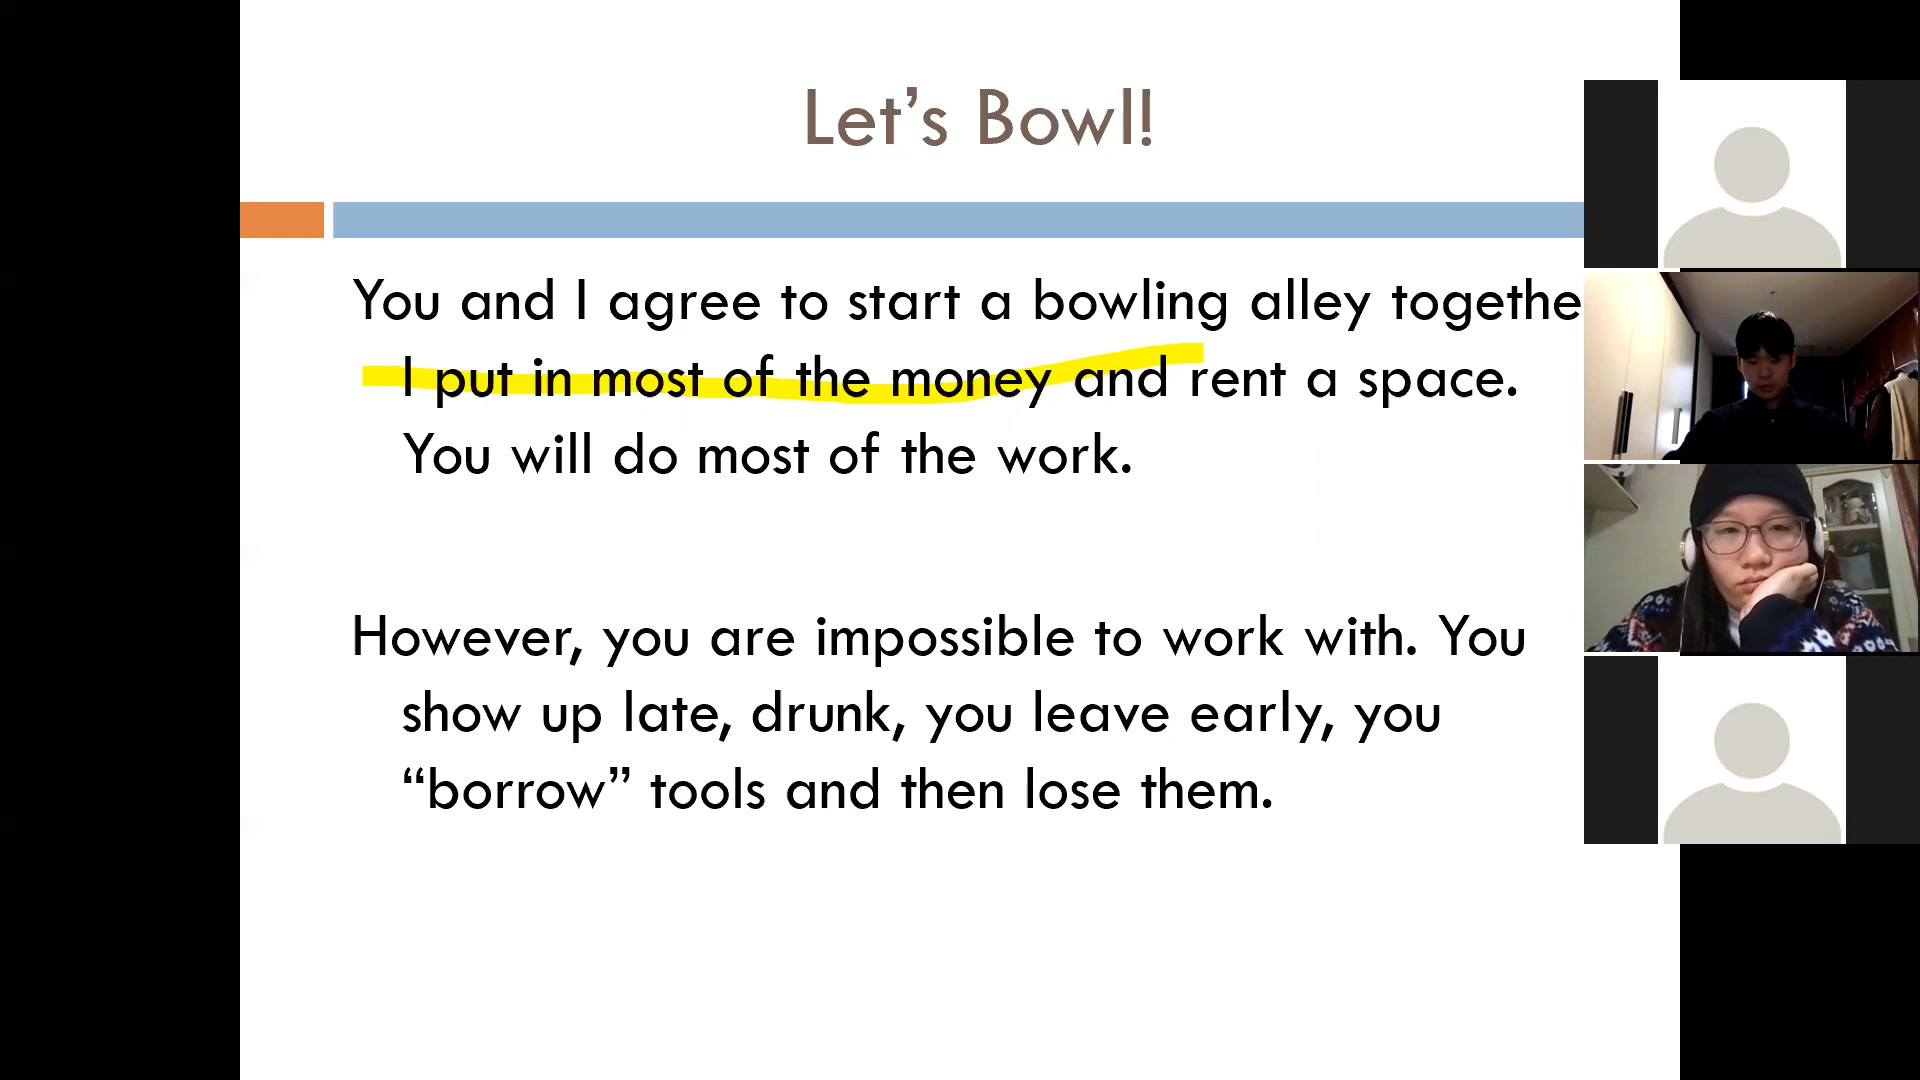 Let’s Bowl!
You and I agree to start a bowling alley togethe
I put in most of the money and rent a space.
You will do most of the work.
However, you are impossible to work with. You
show up late, drunk, you leave early, you
“borrow” tools and then lose them.